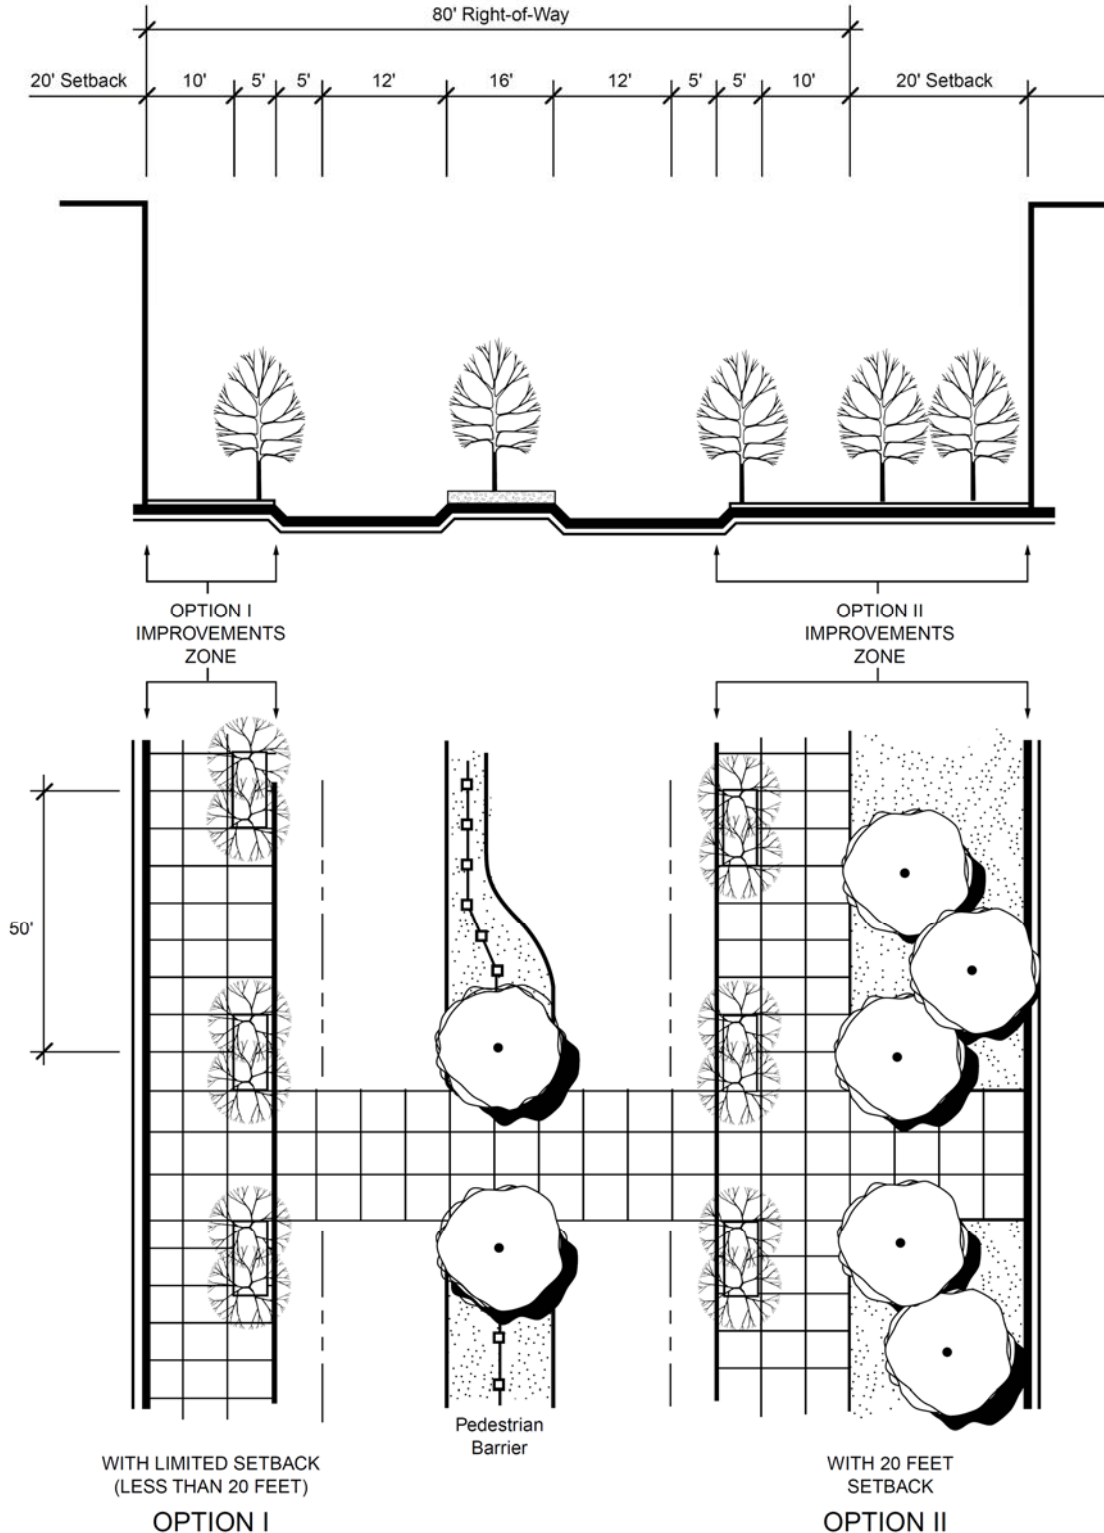 80' Right-of-Way
20' Setback 10' 5' 5' 12' 16' 12' 5' 5' 10' 20' Setback
OPTION I
IMPROVEMENTS
ZONE
OPTION II
IMPROVEMENTS
ZONE
50'
Pedestrian
Barrier
WITH LIMITED SETBACK
(LESS THAN 20 FEET)
OPTION I
WITH 20 FEET
SETBACK
OPTION II